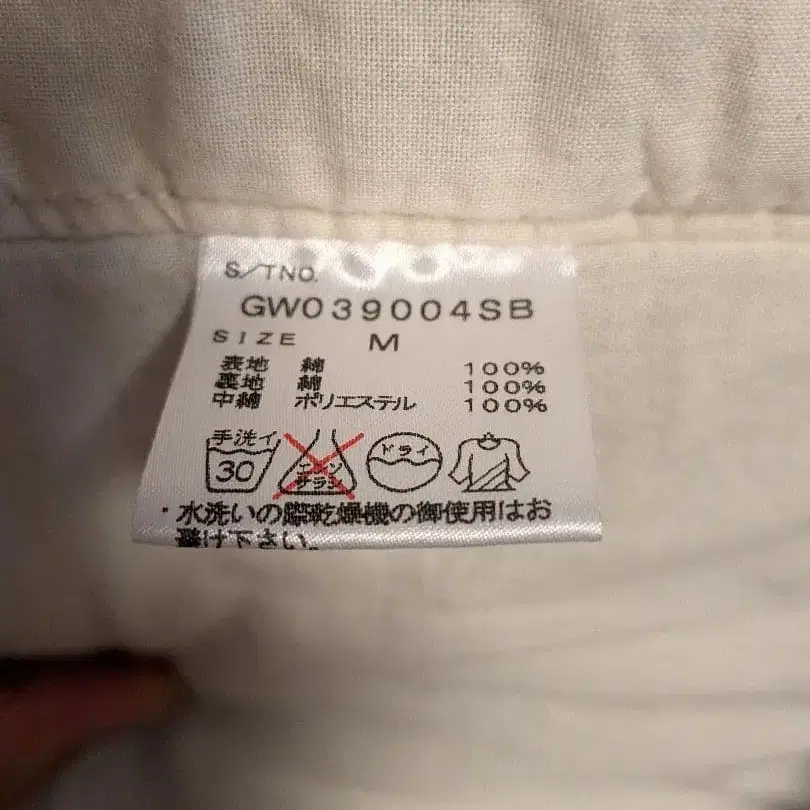 S/TNO.
GW039004SB
SIZE M
表地 綿 100%
裏地 綿 100%
中綿 ポリエステル 100%
手洗イ エンソ ドライ
30 サラシ
・水洗いの際乾燥機の御使用はお
避け下さい。